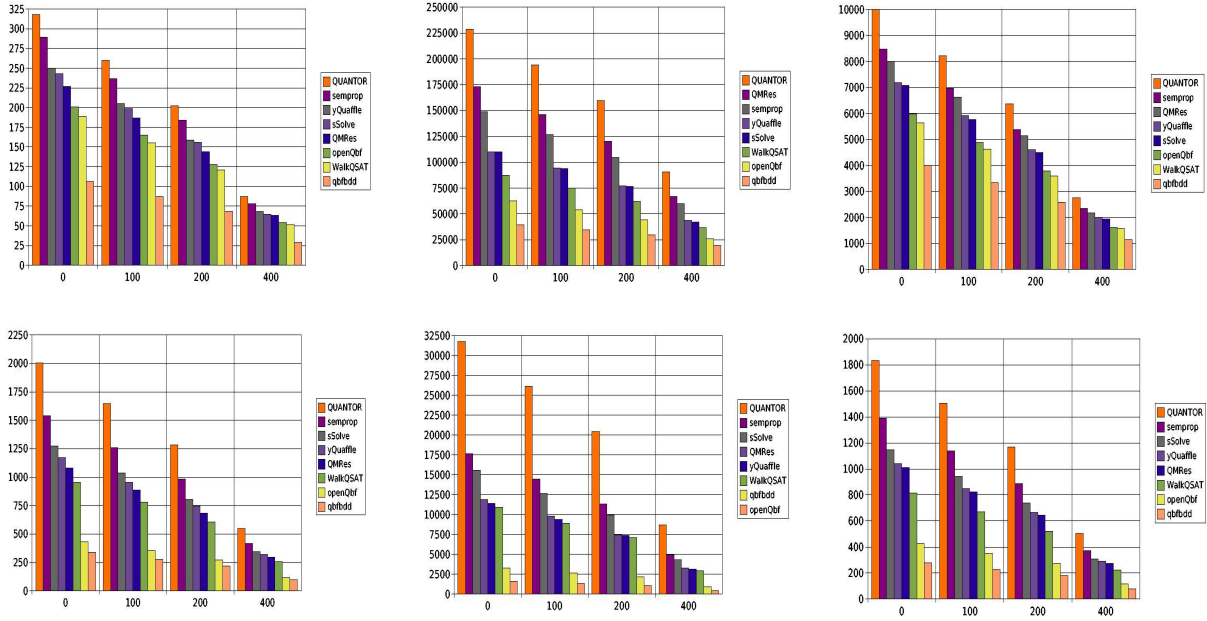 325
300
275
250
225
200
175
150
125
100
75
50
25
0
0 100 200 400
QUANTOR
semprop
yQuaffle
sSolve
QMRes
openQbf
WalkQSAT
qbfbdd
250000
225000
200000
175000
150000
125000
100000
75000
50000
25000
0
0 100 200 400
QUANTOR
QMRes
semprop
yQuaffle
sSolve
WalkQSAT
openQbf
qbfbdd
10000
9000
8000
7000
6000
5000
4000
3000
2000
1000
0
0 100 200 400
QUANTOR
semprop
QMRes
yQuaffle
sSolve
openQbf
WalkQSAT
qbfbdd
2250
2000
1750
1500
1250
1000
750
500
250
0
0 100 200 400
QUANTOR
semprop
sSolve
yQuaffle
QMRes
WalkQSAT
openQbf
qbfbdd
32500
30000
27500
25000
22500
20000
17500
15000
12500
10000
7500
5000
2500
0
0 100 200 400
QUANTOR
semprop
sSolve
QMRes
yQuaffle
WalkQSAT
qbfbdd
openQbf
2000
1800
1600
1400
1200
1000
800
600
400
200
0
0 100 200 400
QUANTOR
semprop
sSolve
yQuaffle
QMRes
WalkQSAT
openQbf
qbfbdd